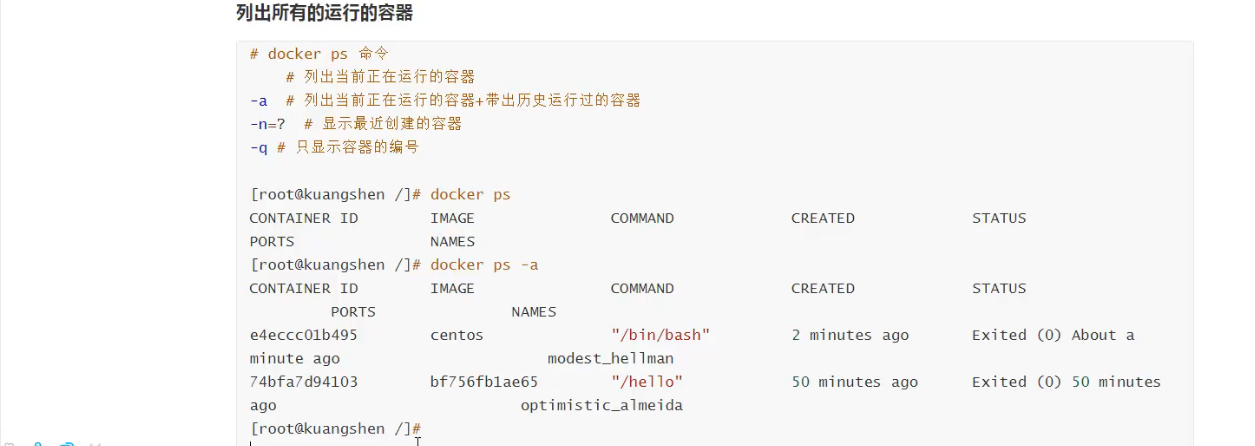 列出所有的运行的容器
# docker ps 命令
# 列出当前正在运行的容器
-a # 列出当前正在运行的容器+带出历史运行过的容器
-n=? # 显示最近创建的容器
-q # 只显示容器的编号
[root@kuangshen /]# docker ps
CONTAINER ID IMAGE COMMAND CREATED STATUS
PORTS NAMES
[root@kuangshen /]# docker ps -a
CONTAINER ID IMAGE COMMAND CREATED STATUS
PORTS NAMES
e4eccc01b495 centos "/bin/bash" 2 minutes ago Exited (0) About a
minute ago modest_hellman
74bfa7d94103 bf756fb1ae65 "/hello" 50 minutes ago Exited (0) 50 minutes
ago optimistic_almeida
[root@kuangshen /]#